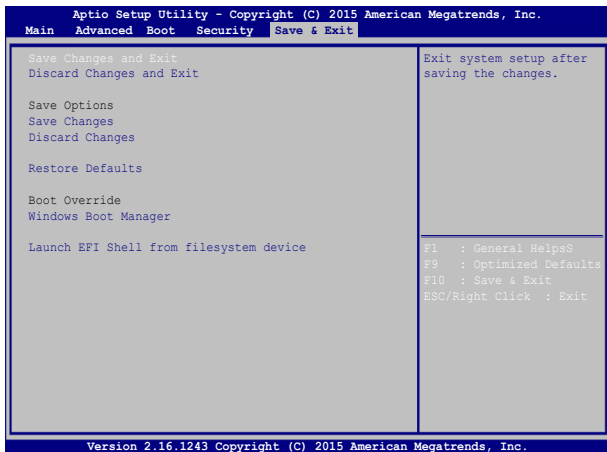 Aptio Setup Utility - Copyright (C) 2015 American Megatrends, Inc.
Main Advanced Boot Security Save & Exit
Save Changes and Exit
Discard Changes and Exit
Save Options
Save Changes
Discard Changes
Restore Defaults
Boot Override
Windows Boot Manager
Launch EFI Shell from filesystem device
Exit system setup after
saving the changes.
F1 : General HelpsS
F9 : Optimized Defaults
F10 : Save & Exit
ESC/Right Click : Exit
Version 2.16.1243 Copyright (C) 2015 American Megatrends, Inc.